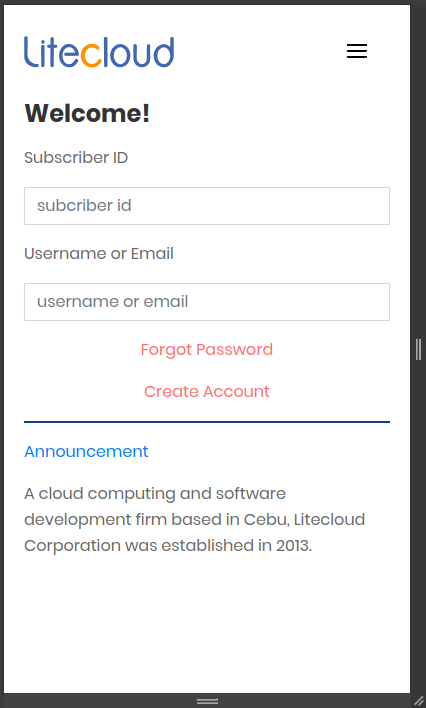 Litecloud
Welcome!
Subscriber ID
subcriber id
Username or Email
username or email
Forgot Password
Create Account
Announcement
A cloud computing and software
development firm based in Cebu, Litecloud
Corporation was established in 2013.